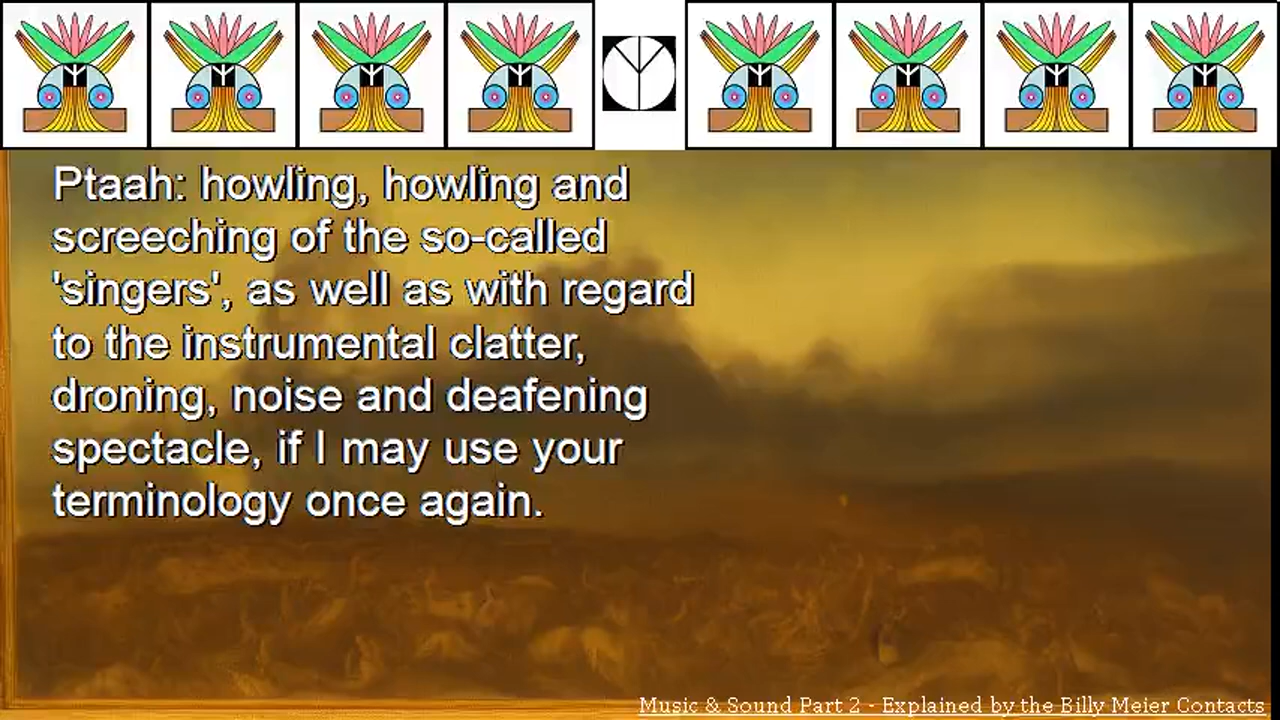 Ptaah: howling, howling and
screeching of the so-called
'singers', as well as with regard
to the instrumental clatter,
droning, noise and deafening
spectacle, if I may use your
terminology once again.
Music & Sound Part 2 - Explained by the Billy Meier Contacts